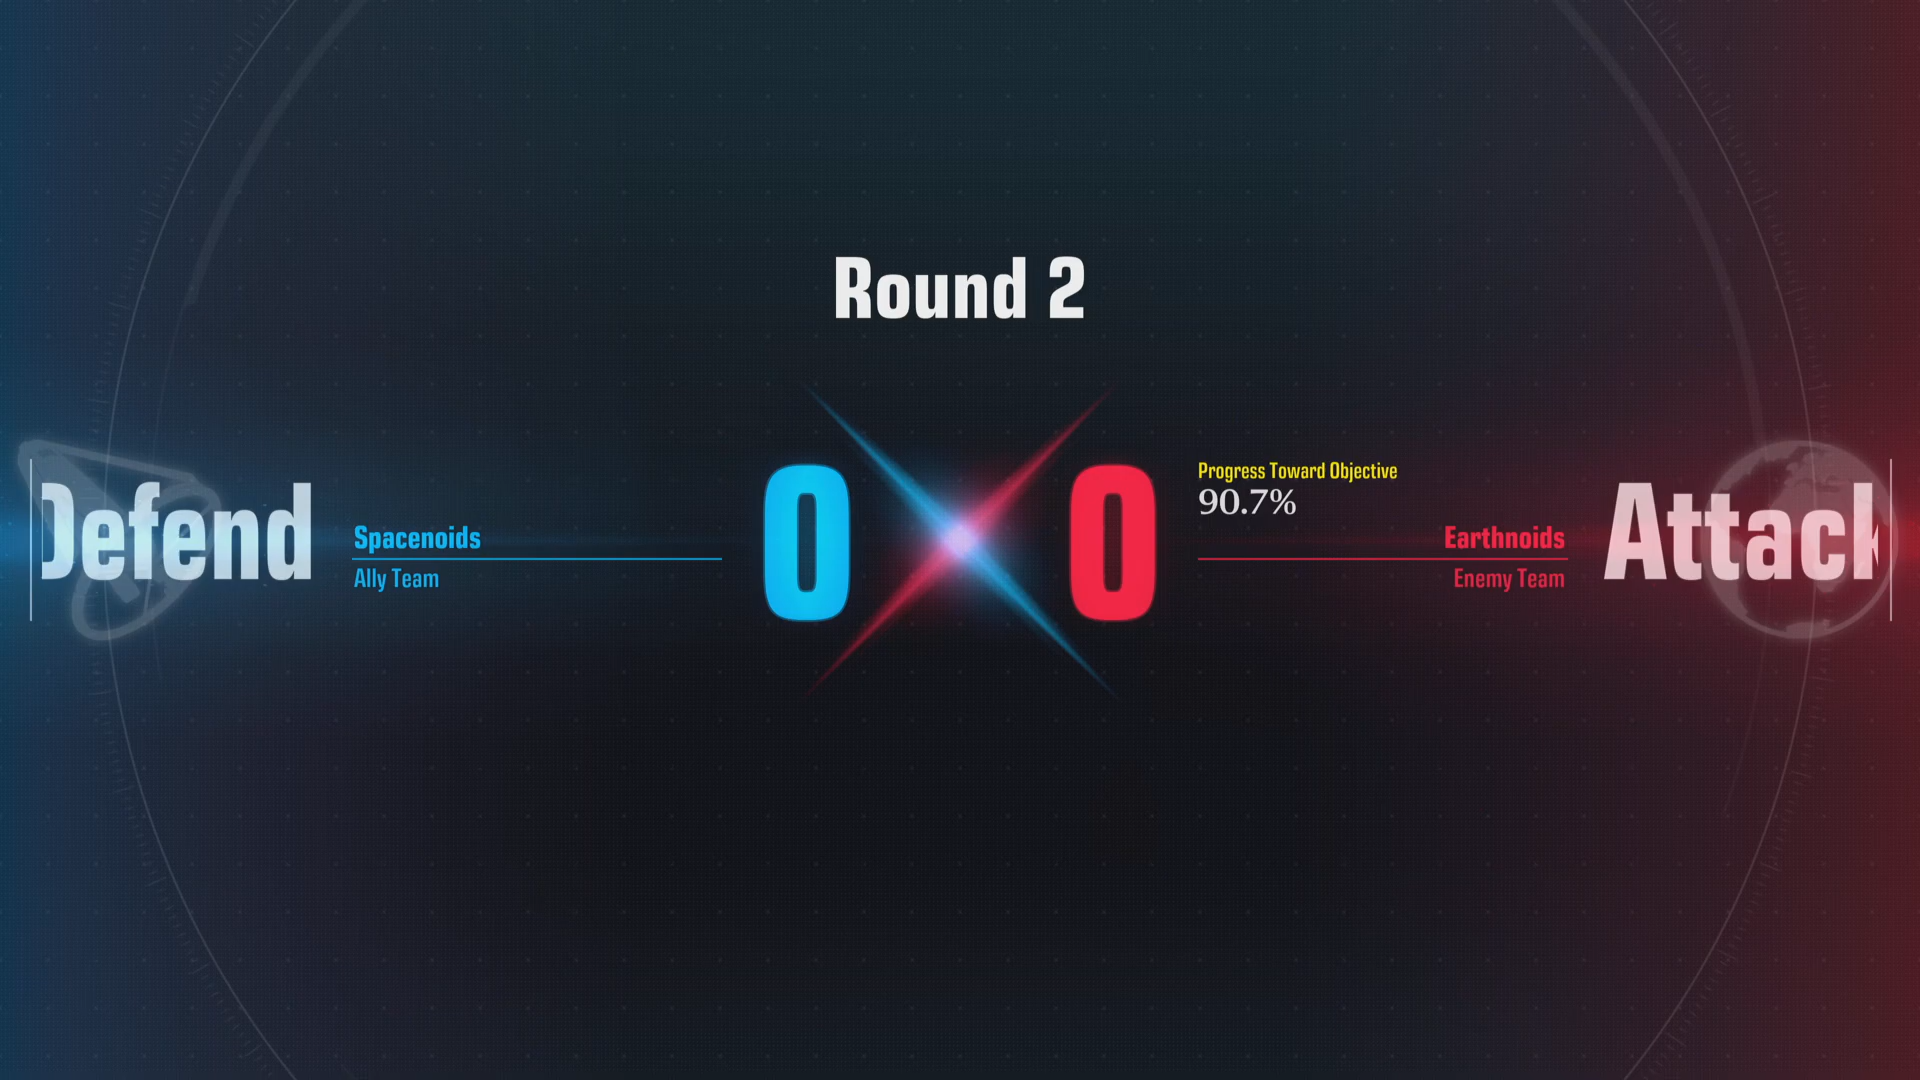 Round 2
Defend
Spacenoids
Ally Team
0
0
Progress Toward Objective
90.7%
Earthnoids
Enemy Team
Attack